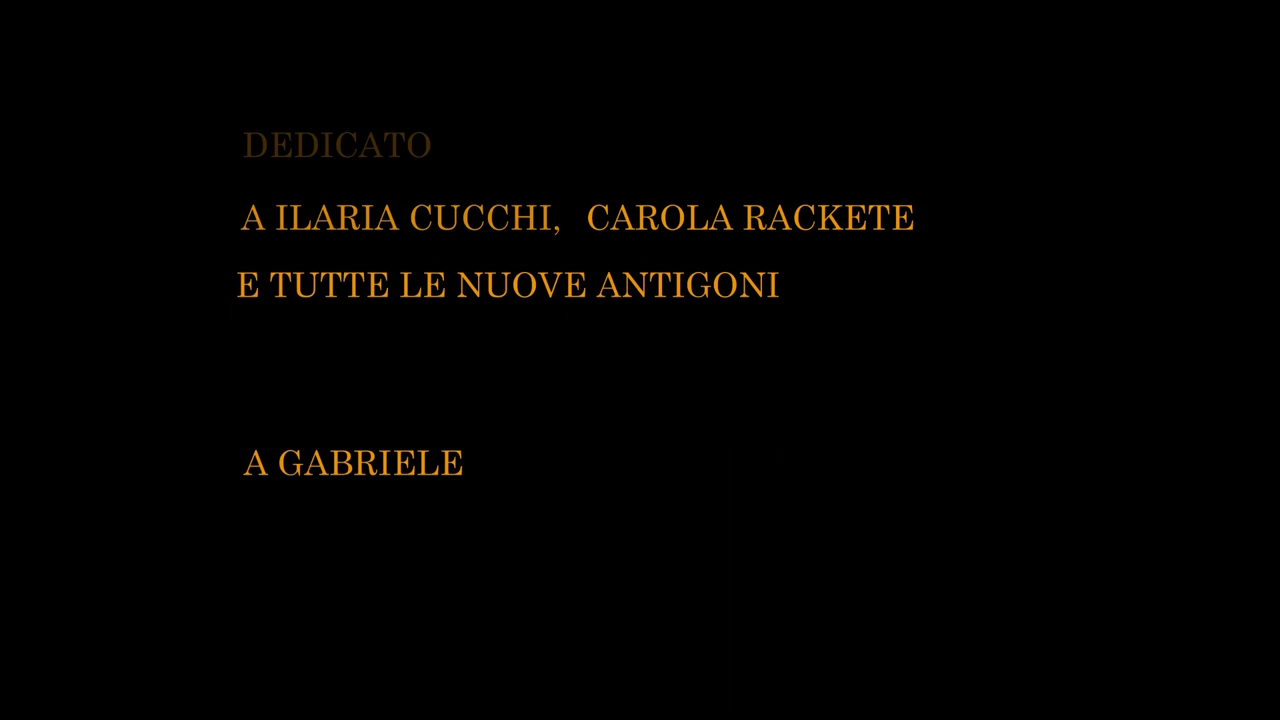 DEDICATO
A ILARIA CUCCHI, CAROLA RACKETE
E TUTTE LE NUOVE ANTIGONI
A GABRIELE